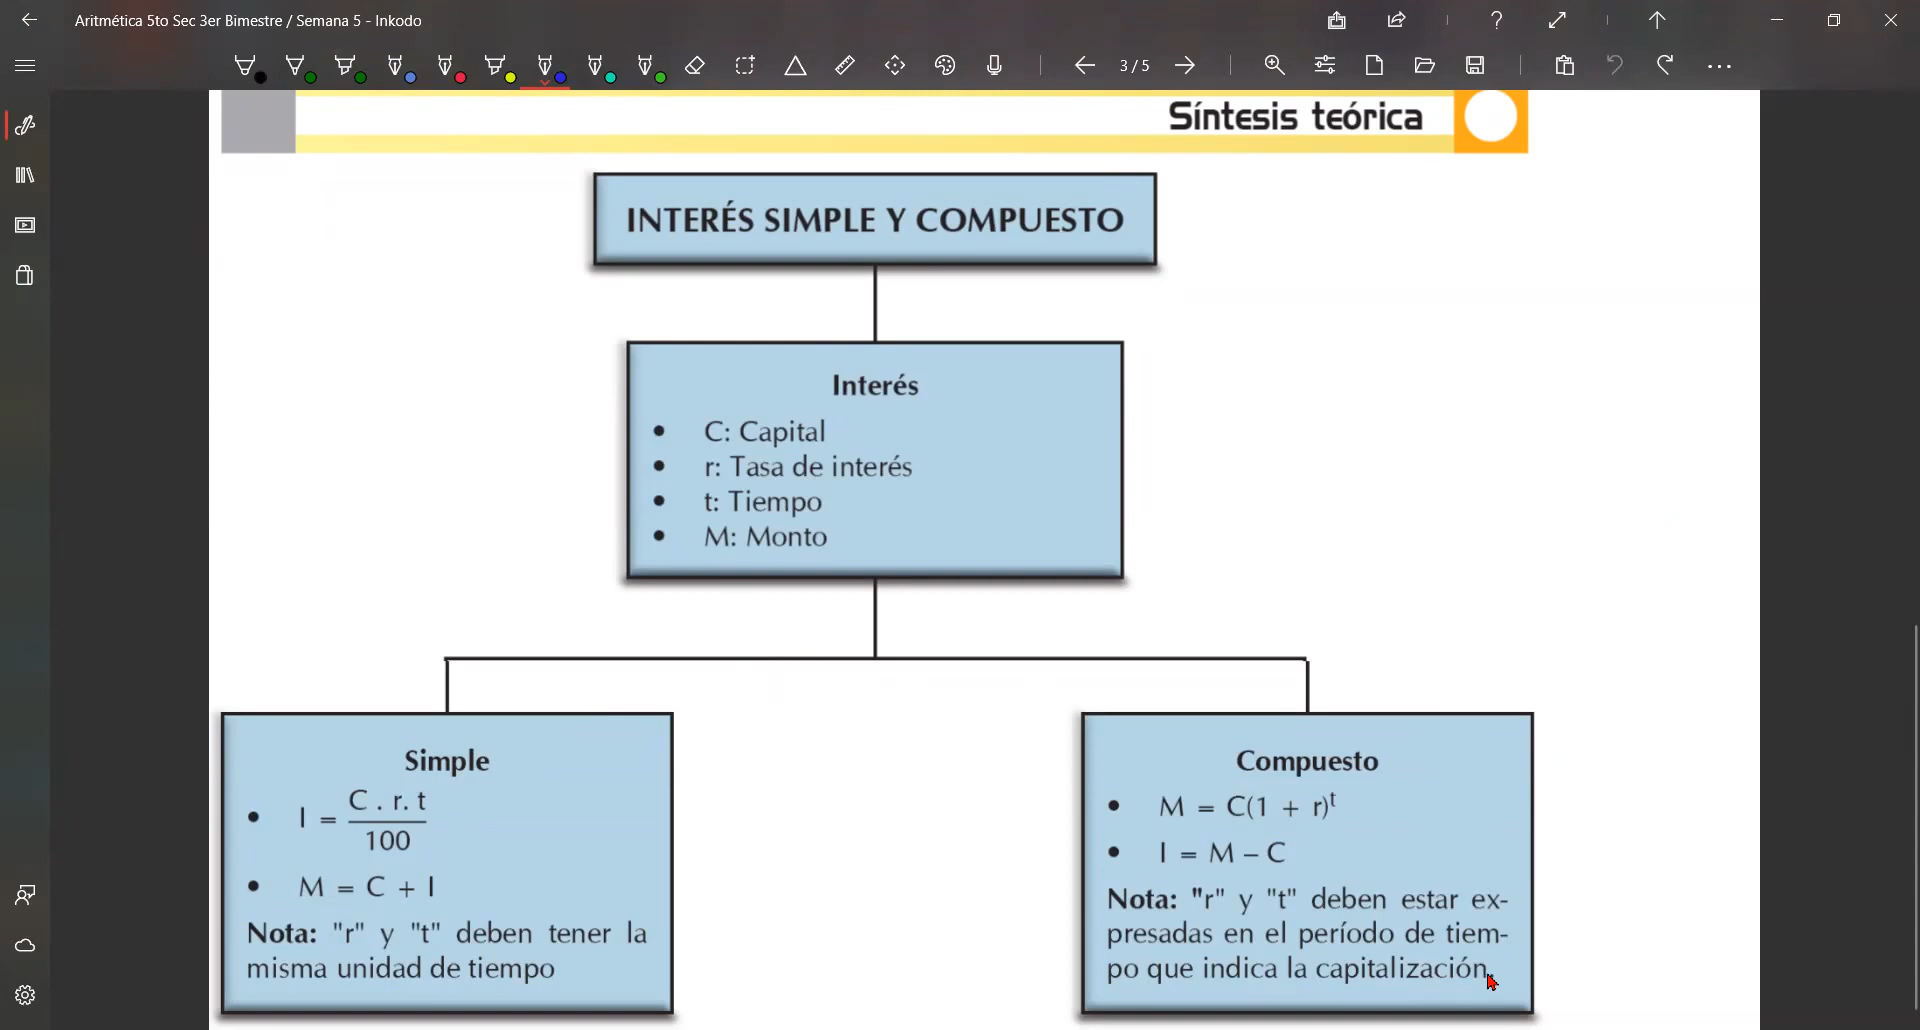 Aritmética 5to Sec 3er Bimestre / Semana 5 - Inkodo
3 / 5
Síntesis teórica
INTERÉS SIMPLE Y COMPUESTO
Interés
• C: Capital
• r: Tasa de interés
• t: Tiempo
• M: Monto
Simple
• I = C . r. t / 100
• M = C + I
Nota: "r" y "t" deben tener la
misma unidad de tiempo
Compuesto
• M = C(1 + r)^t
• I = M – C
Nota: "r" y "t" deben estar ex-
presadas en el período de tiem-
po que indica la capitalización.